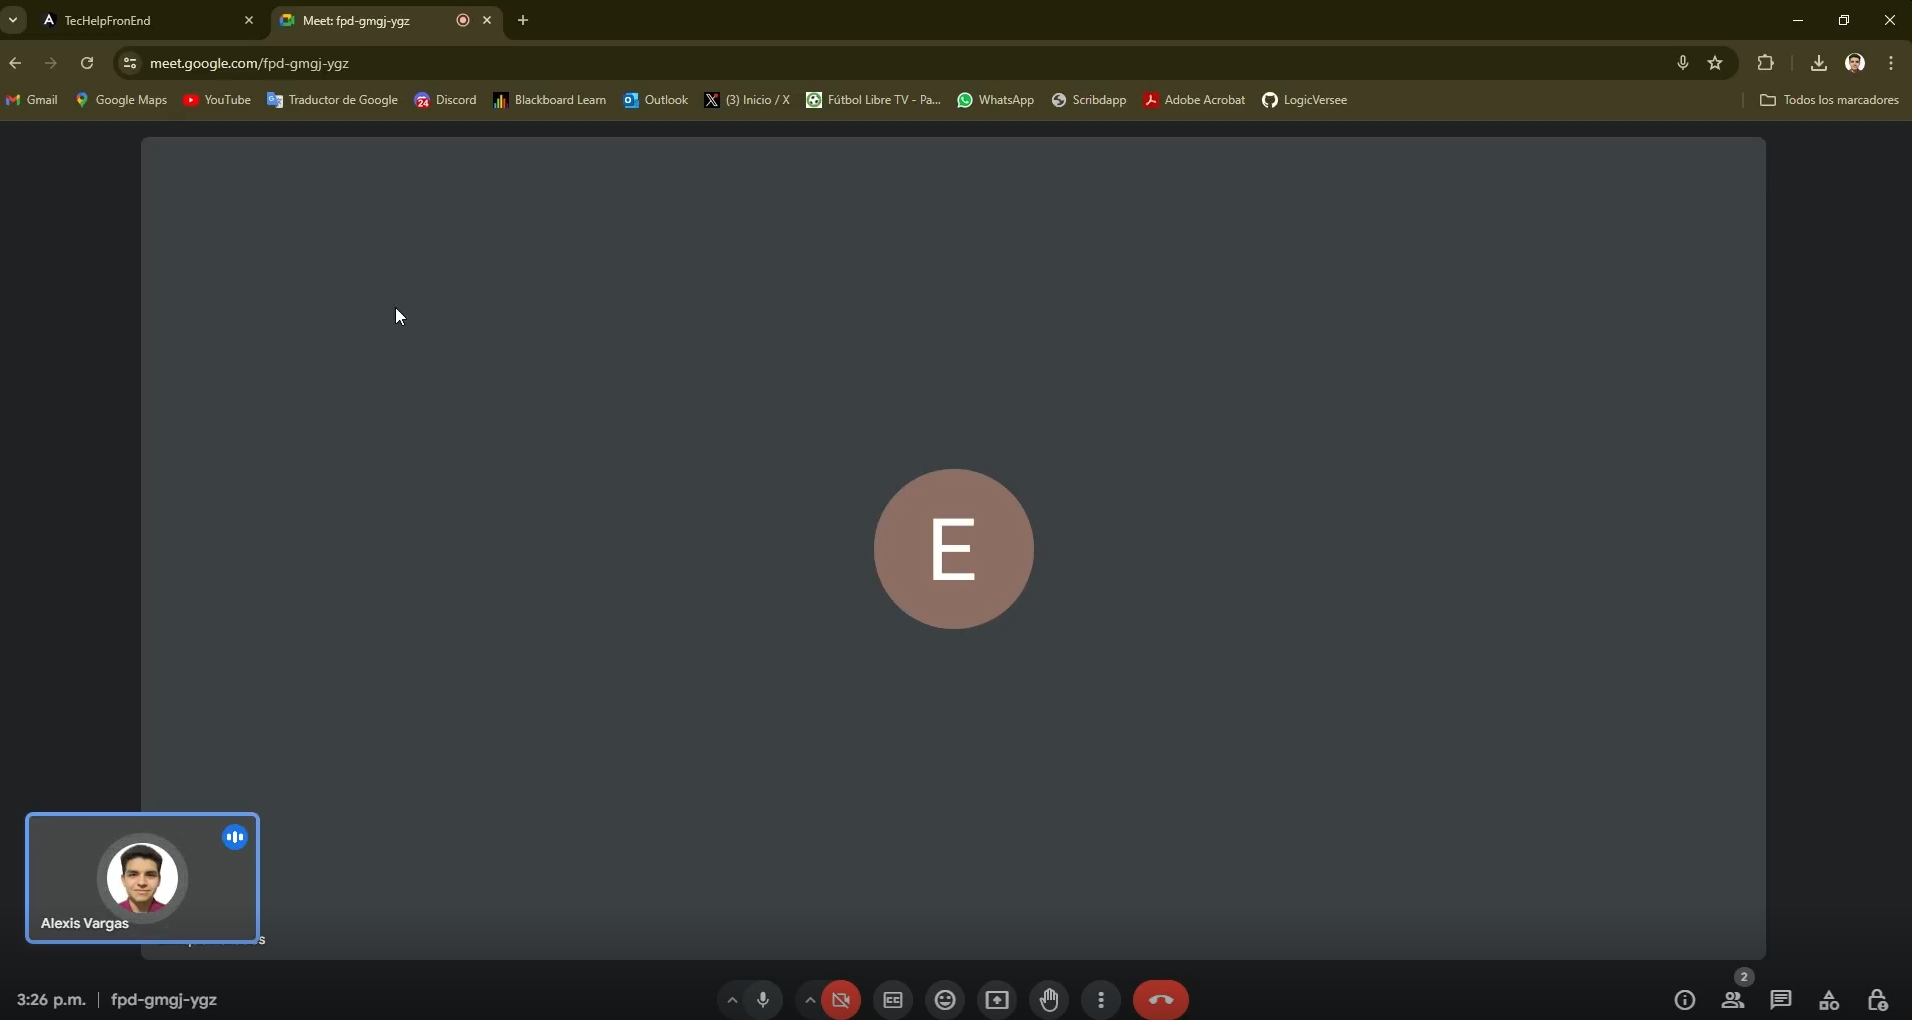 TecHelpFronEnd
Meet: fpd-gmgj-ygz
meet.google.com/fpd-gmgj-ygz
Gmail
Google Maps
YouTube
Traductor de Google
24
Discord
Blackboard Learn
Outlook
(3) Inicio / X
Fútbol Libre TV - Pa...
WhatsApp
Scribdapp
Adobe Acrobat
LogicVersee
Todos los marcadores
E
Alexis Vargas
3:26 p.m. | fpd-gmgj-ygz
CC
2